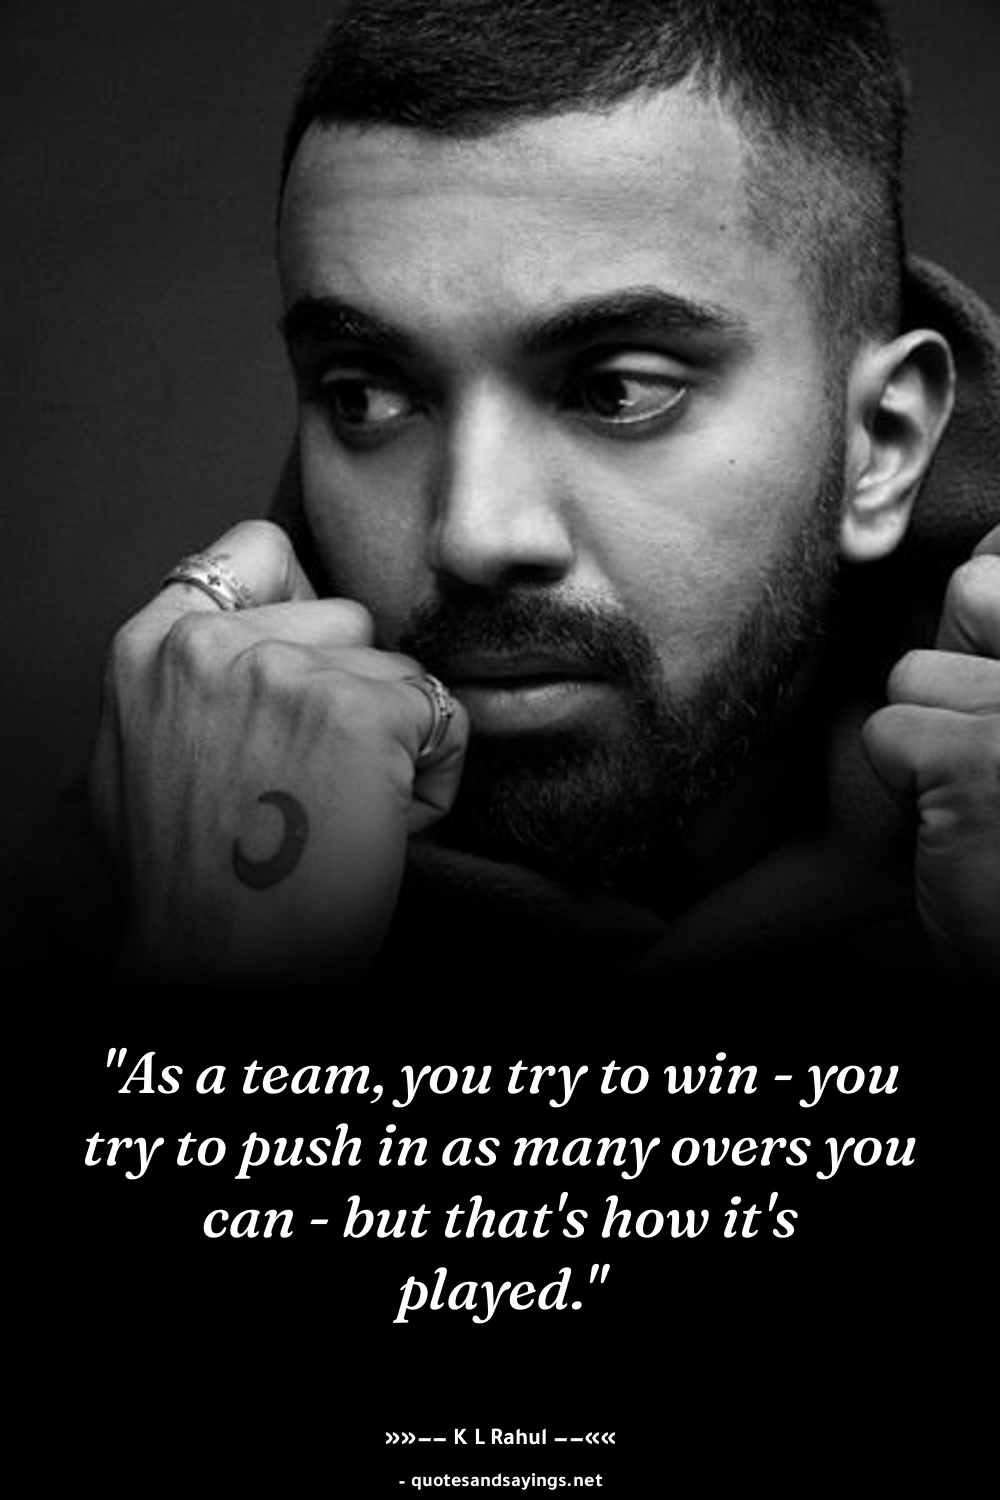 "As a team, you try to win - you
try to push in as many overs you
can - but that's how it's
played."
»»–– K L Rahul ––««
- quotesandsayings.net